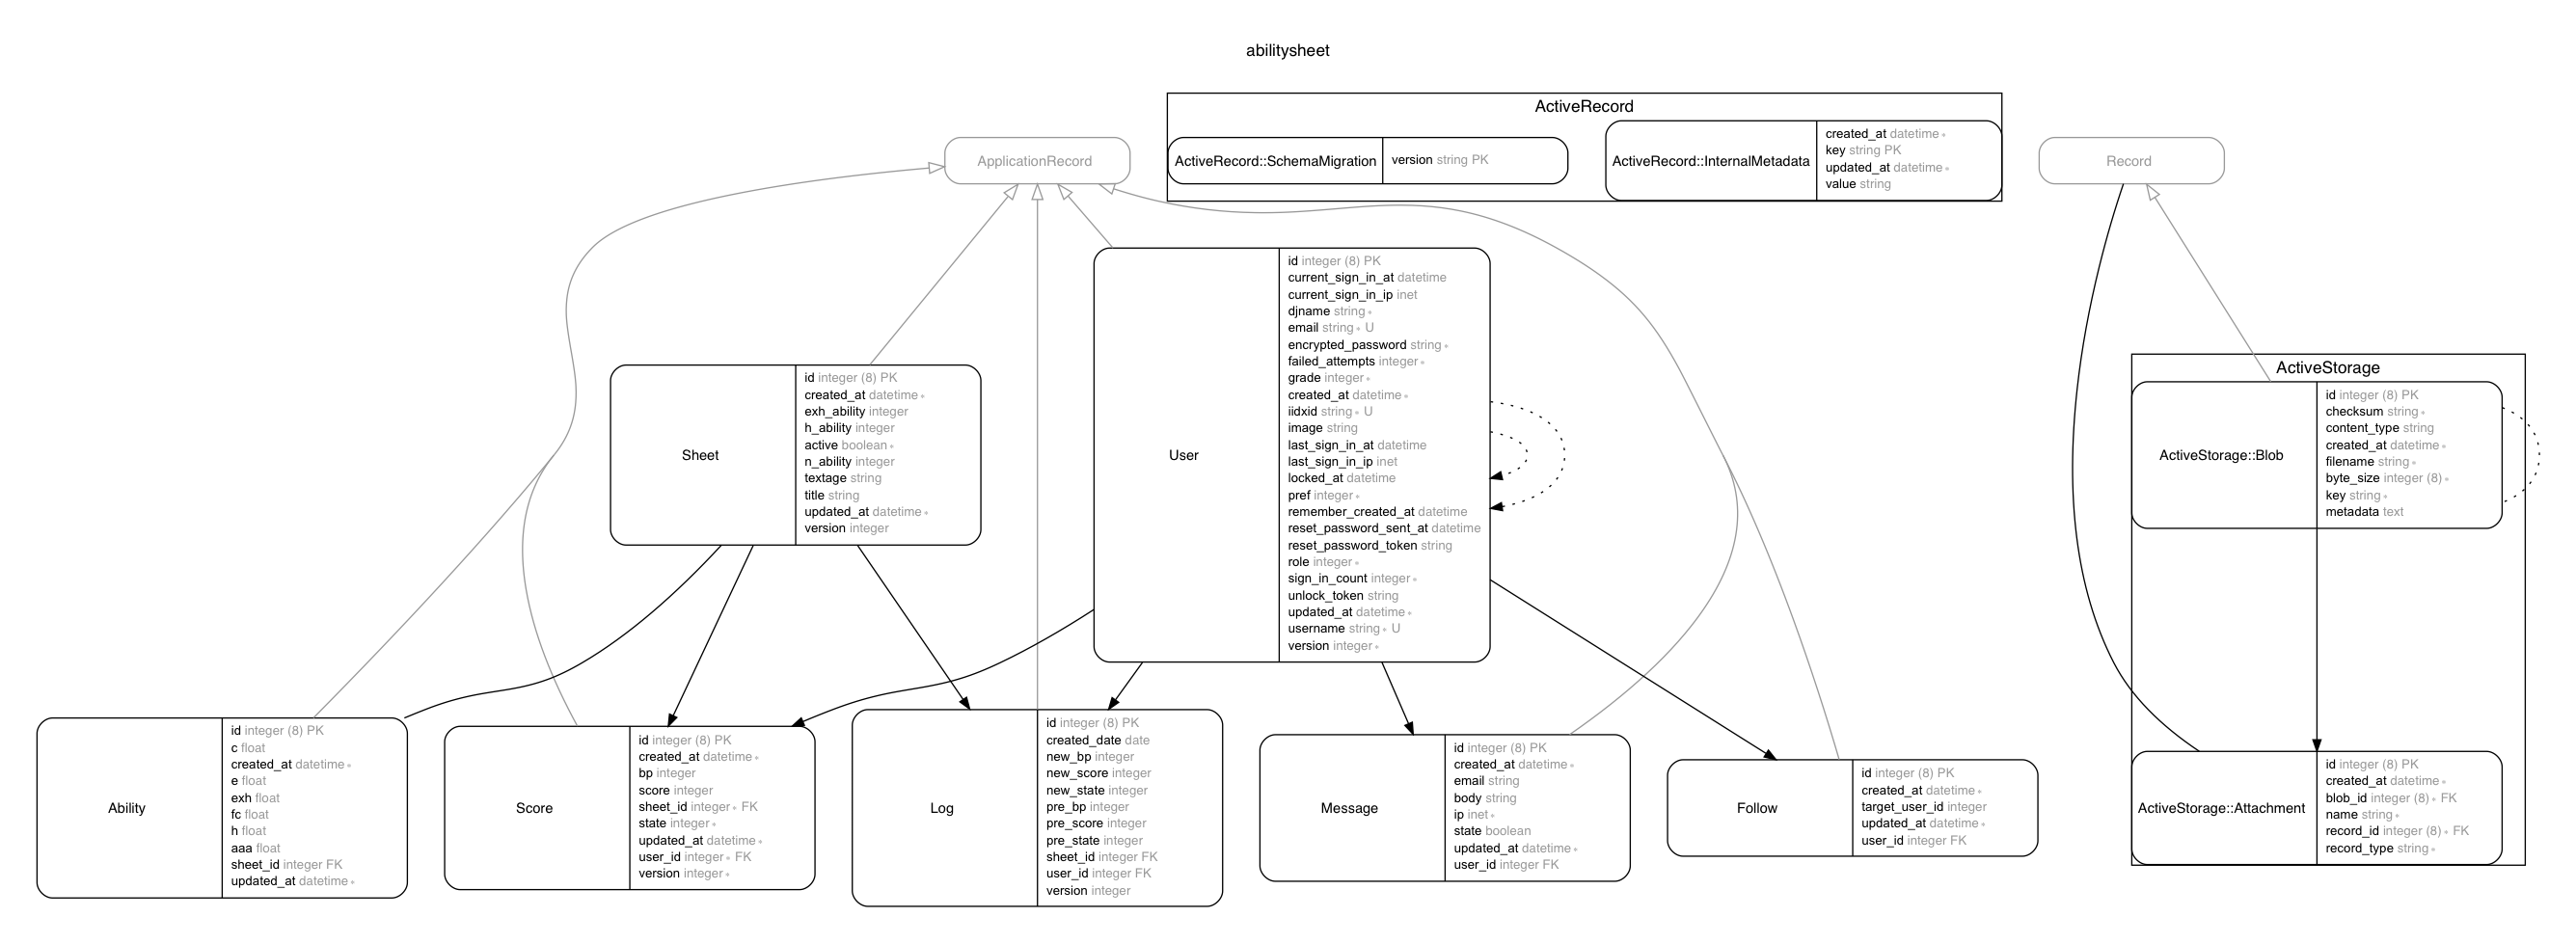 abilitysheet
ActiveRecord
ActiveRecord::SchemaMigration
version string PK
ActiveRecord::InternalMetadata
created_at datetime ∗
key string PK
updated_at datetime ∗
value string
ApplicationRecord
Record
User
id integer (8) PK
current_sign_in_at datetime
current_sign_in_ip inet
djname string ∗
email string ∗ U
encrypted_password string ∗
failed_attempts integer ∗
grade integer ∗
created_at datetime ∗
iidxid string ∗ U
image string
last_sign_in_at datetime
last_sign_in_ip inet
locked_at datetime
pref integer ∗
remember_created_at datetime
reset_password_sent_at datetime
reset_password_token string
role integer ∗
sign_in_count integer ∗
unlock_token string
updated_at datetime ∗
username string ∗ U
version integer ∗
Sheet
id integer (8) PK
created_at datetime ∗
exh_ability integer
h_ability integer
active boolean ∗
n_ability integer
textage string
title string
updated_at datetime ∗
version integer
ActiveStorage
ActiveStorage::Blob
id integer (8) PK
checksum string ∗
content_type string
created_at datetime ∗
filename string ∗
byte_size integer (8) ∗
key string ∗
metadata text
Ability
id integer (8) PK
c float
created_at datetime ∗
e float
exh float
fc float
h float
aaa float
sheet_id integer FK
updated_at datetime ∗
Score
id integer (8) PK
created_at datetime ∗
bp integer
score integer
sheet_id integer ∗ FK
state integer ∗
updated_at datetime ∗
user_id integer ∗ FK
version integer ∗
Log
id integer (8) PK
created_date date
new_bp integer
new_score integer
new_state integer
pre_bp integer
pre_score integer
pre_state integer
sheet_id integer FK
user_id integer FK
version integer
Message
id integer (8) PK
created_at datetime ∗
email string
body string
ip inet ∗
state boolean
updated_at datetime ∗
user_id integer FK
Follow
id integer (8) PK
created_at datetime ∗
target_user_id integer
updated_at datetime ∗
user_id integer FK
ActiveStorage::Attachment
id integer (8) PK
created_at datetime ∗
blob_id integer (8) ∗ FK
name string ∗
record_id integer (8) ∗ FK
record_type string ∗